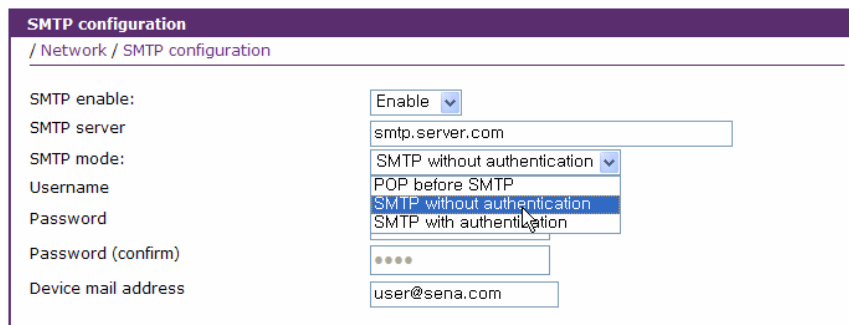 SMTP configuration
/ Network / SMTP configuration
SMTP enable: Enable
SMTP server smtp.server.com
SMTP mode: SMTP without authentication
Username POP before SMTP
SMTP without authentication
Password SMTP with authentication
Password (confirm) ••••
Device mail address user@sena.com